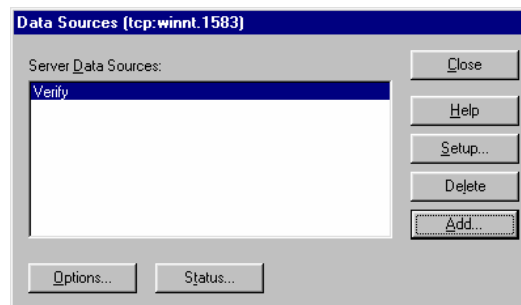 Data Sources (tcp:winnt.1583)
Server Data Sources:
Verify
Close
Help
Setup...
Delete
Add...
Options...
Status...